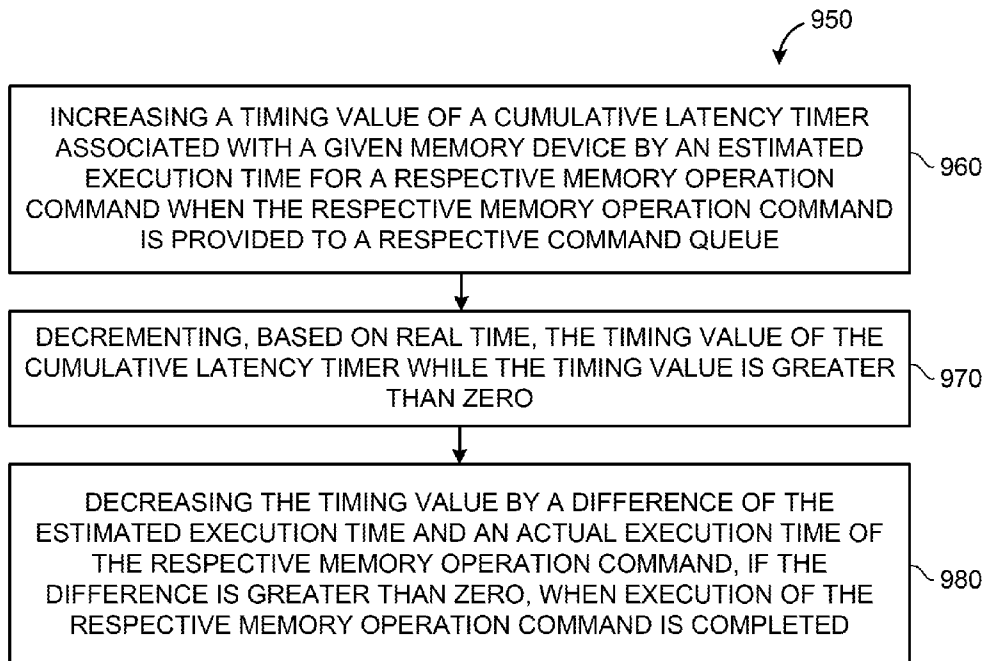 950
INCREASING A TIMING VALUE OF A CUMULATIVE LATENCY TIMER
ASSOCIATED WITH A GIVEN MEMORY DEVICE BY AN ESTIMATED
EXECUTION TIME FOR A RESPECTIVE MEMORY OPERATION
COMMAND WHEN THE RESPECTIVE MEMORY OPERATION COMMAND
IS PROVIDED TO A RESPECTIVE COMMAND QUEUE
960
DECREMENTING, BASED ON REAL TIME, THE TIMING VALUE OF THE
CUMULATIVE LATENCY TIMER WHILE THE TIMING VALUE IS GREATER
THAN ZERO
970
DECREASING THE TIMING VALUE BY A DIFFERENCE OF THE
ESTIMATED EXECUTION TIME AND AN ACTUAL EXECUTION TIME OF
THE RESPECTIVE MEMORY OPERATION COMMAND, IF THE
DIFFERENCE IS GREATER THAN ZERO, WHEN EXECUTION OF THE
RESPECTIVE MEMORY OPERATION COMMAND IS COMPLETED
980